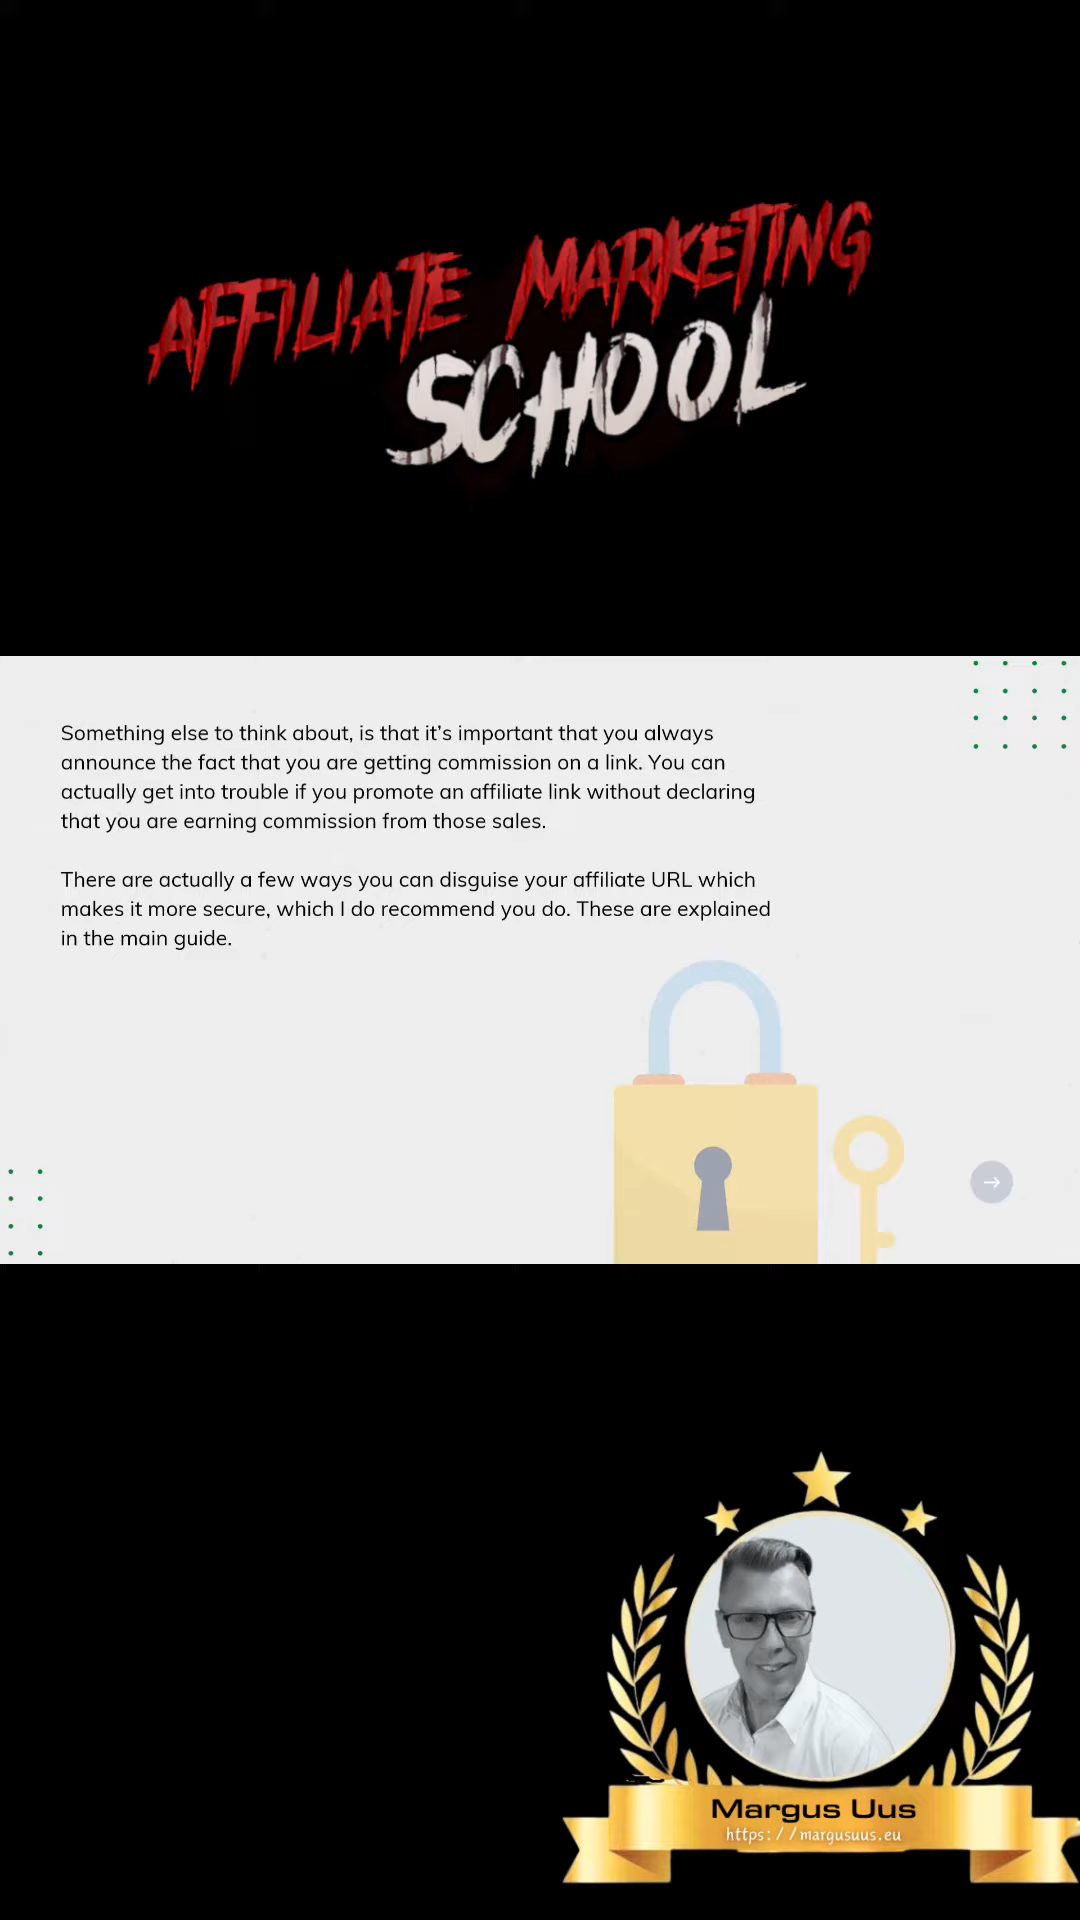 AFFILIATE MARKETING
SCHOOL
Something else to think about, is that it’s important that you always
announce the fact that you are getting commission on a link. You can
actually get into trouble if you promote an affiliate link without declaring
that you are earning commission from those sales.
There are actually a few ways you can disguise your affiliate URL which
makes it more secure, which I do recommend you do. These are explained
in the main guide.
Margus Uus
https://margusuus.eu